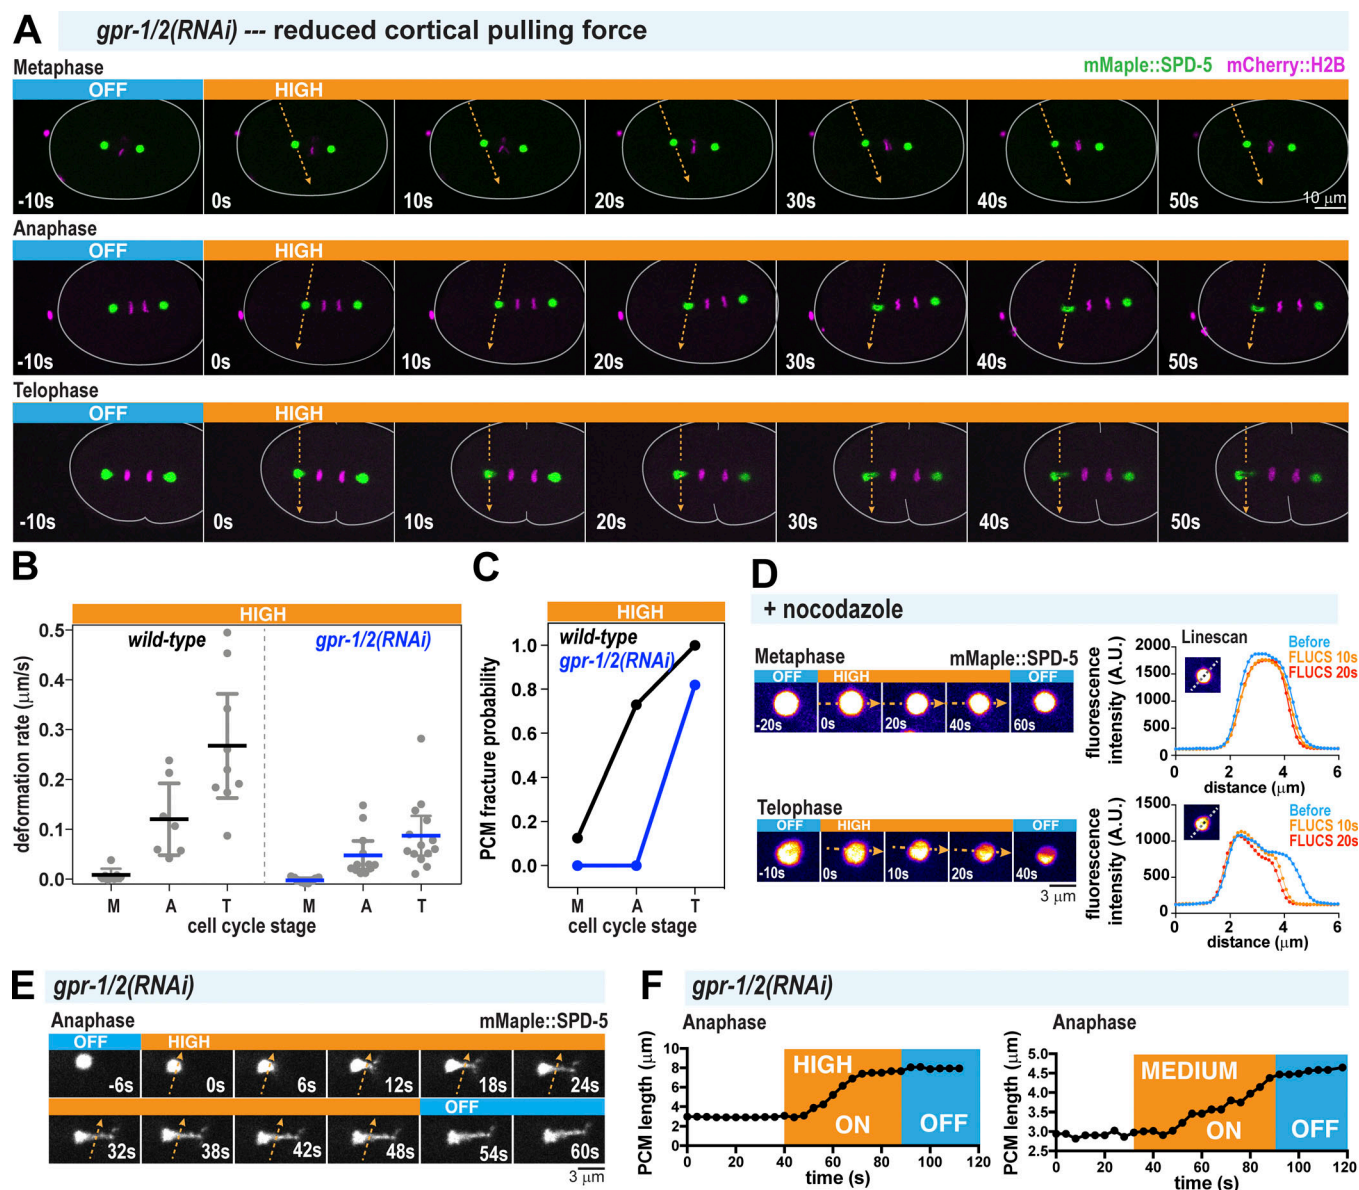 A
gpr-1/2(RNAi) --- reduced cortical pulling force
Metaphase
mMaple::SPD-5 mCherry::H2B
OFF HIGH
-10s 0s 10s 20s 30s 40s 50s
10 μm
Anaphase
OFF HIGH
-10s 0s 10s 20s 30s 40s 50s
Telophase
OFF HIGH
-10s 0s 10s 20s 30s 40s 50s
B
HIGH
wild-type gpr-1/2(RNAi)
deformation rate (μm/s)
0.5
0.4
0.3
0.2
0.1
0.0
M A T M A T
cell cycle stage
C
HIGH
wild-type
gpr-1/2(RNAi)
PCM fracture probability
1.0
0.8
0.6
0.4
0.2
0.0
M A T
cell cycle stage
D
+ nocodazole
Metaphase mMaple::SPD-5
OFF HIGH OFF
-20s 0s 20s 40s 60s
Linescan
Before
FLUCS 10s
FLUCS 20s
fluorescence
intensity (A.U.)
2000
1500
1000
500
0
0 2 4 6
distance (μm)
Telophase
OFF HIGH OFF
-10s 0s 10s 20s 40s
3 μm
Before
FLUCS 10s
FLUCS 20s
fluorescence
intensity (A.U.)
1500
1000
500
0
0 2 4 6
distance (μm)
E
gpr-1/2(RNAi)
Anaphase mMaple::SPD-5
OFF HIGH
-6s 0s 6s 12s 18s 24s
OFF
32s 38s 42s 48s 54s 60s
3 μm
F
gpr-1/2(RNAi)
Anaphase
PCM length (μm)
10
8
6
4
2
0
HIGH
ON OFF
0 20 40 60 80 100 120
time (s)
Anaphase
PCM length (μm)
5.0
4.5
4.0
3.5
3.0
2.5
MEDIUM
ON OFF
0 20 40 60 80 100 120
time (s)